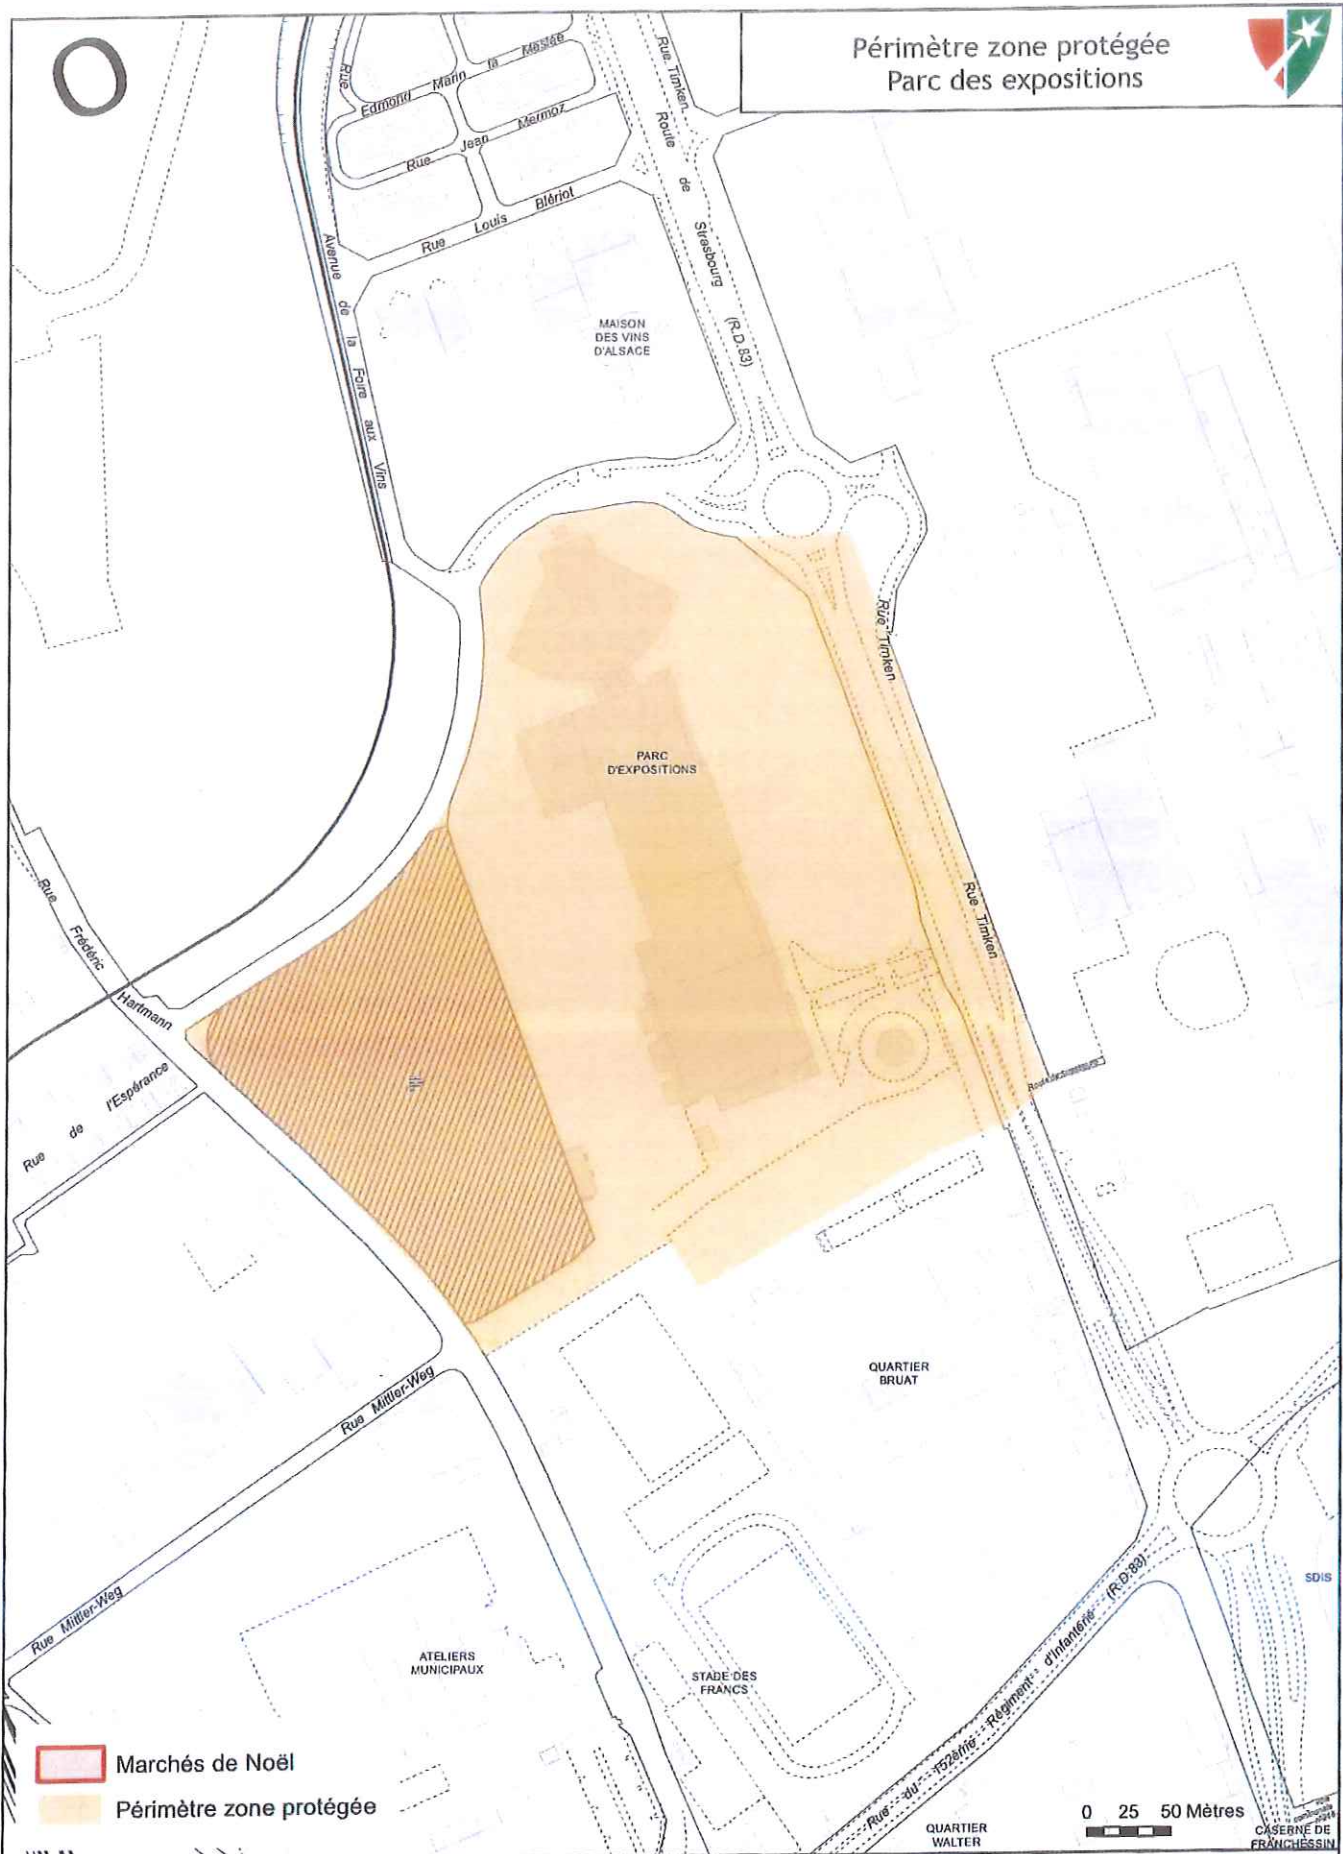 O
Périmètre zone protégée
Parc des expositions
Rue Edmond Marin la Meslée
Rue Jean Mermoz
Rue Louis Blériot
Rue Timken
Route de Strasbourg (R.D.83)
Avenue de la Foire aux Vins
MAISON
DES VINS
D'ALSACE
Rue Timken
PARC
D'EXPOSITIONS
Rue Timken
Rue Frédéric Hartmann
Rue de l'Espérance
Route de Strasbourg
QUARTIER
BRUAT
Rue Mittler-Weg
Rue Mittler-Weg
ATELIERS
MUNICIPAUX
STADE DES
FRANCS
Rue du 152ème Régiment d'Infanterie (R.D.83)
SDIS
Marchés de Noël
Périmètre zone protégée
0 25 50 Mètres
QUARTIER
WALTER
CASERNE DE
FRANCHESSIN